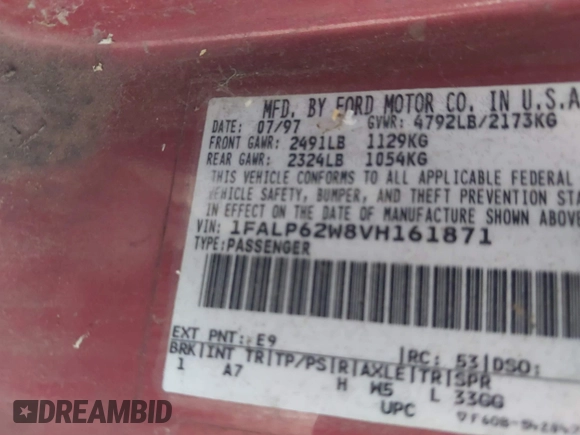 MFD. BY FORD MOTOR CO. IN U.S.A
DATE: 07/97 GVWR: 4792LB/2173KG
FRONT GAWR: 2491LB 1129KG
REAR GAWR: 2324LB 1054KG
THIS VEHICLE CONFORMS TO ALL APPLICABLE FEDERAL
VEHICLE SAFETY, BUMPER, AND THEFT PREVENTION STA
IN EFFECT ON THE DATE OF MANUFACTURE SHOWN ABOVE
VIN: 1FALP62W8VH161871
TYPE: PASSENGER
EXT PNT: E9 RC: 53 DSO:
BRK INT TR TP/PS R AXLE TR SPR
1 A7 H W5 L 33GG
UPC
READY AUTO BID